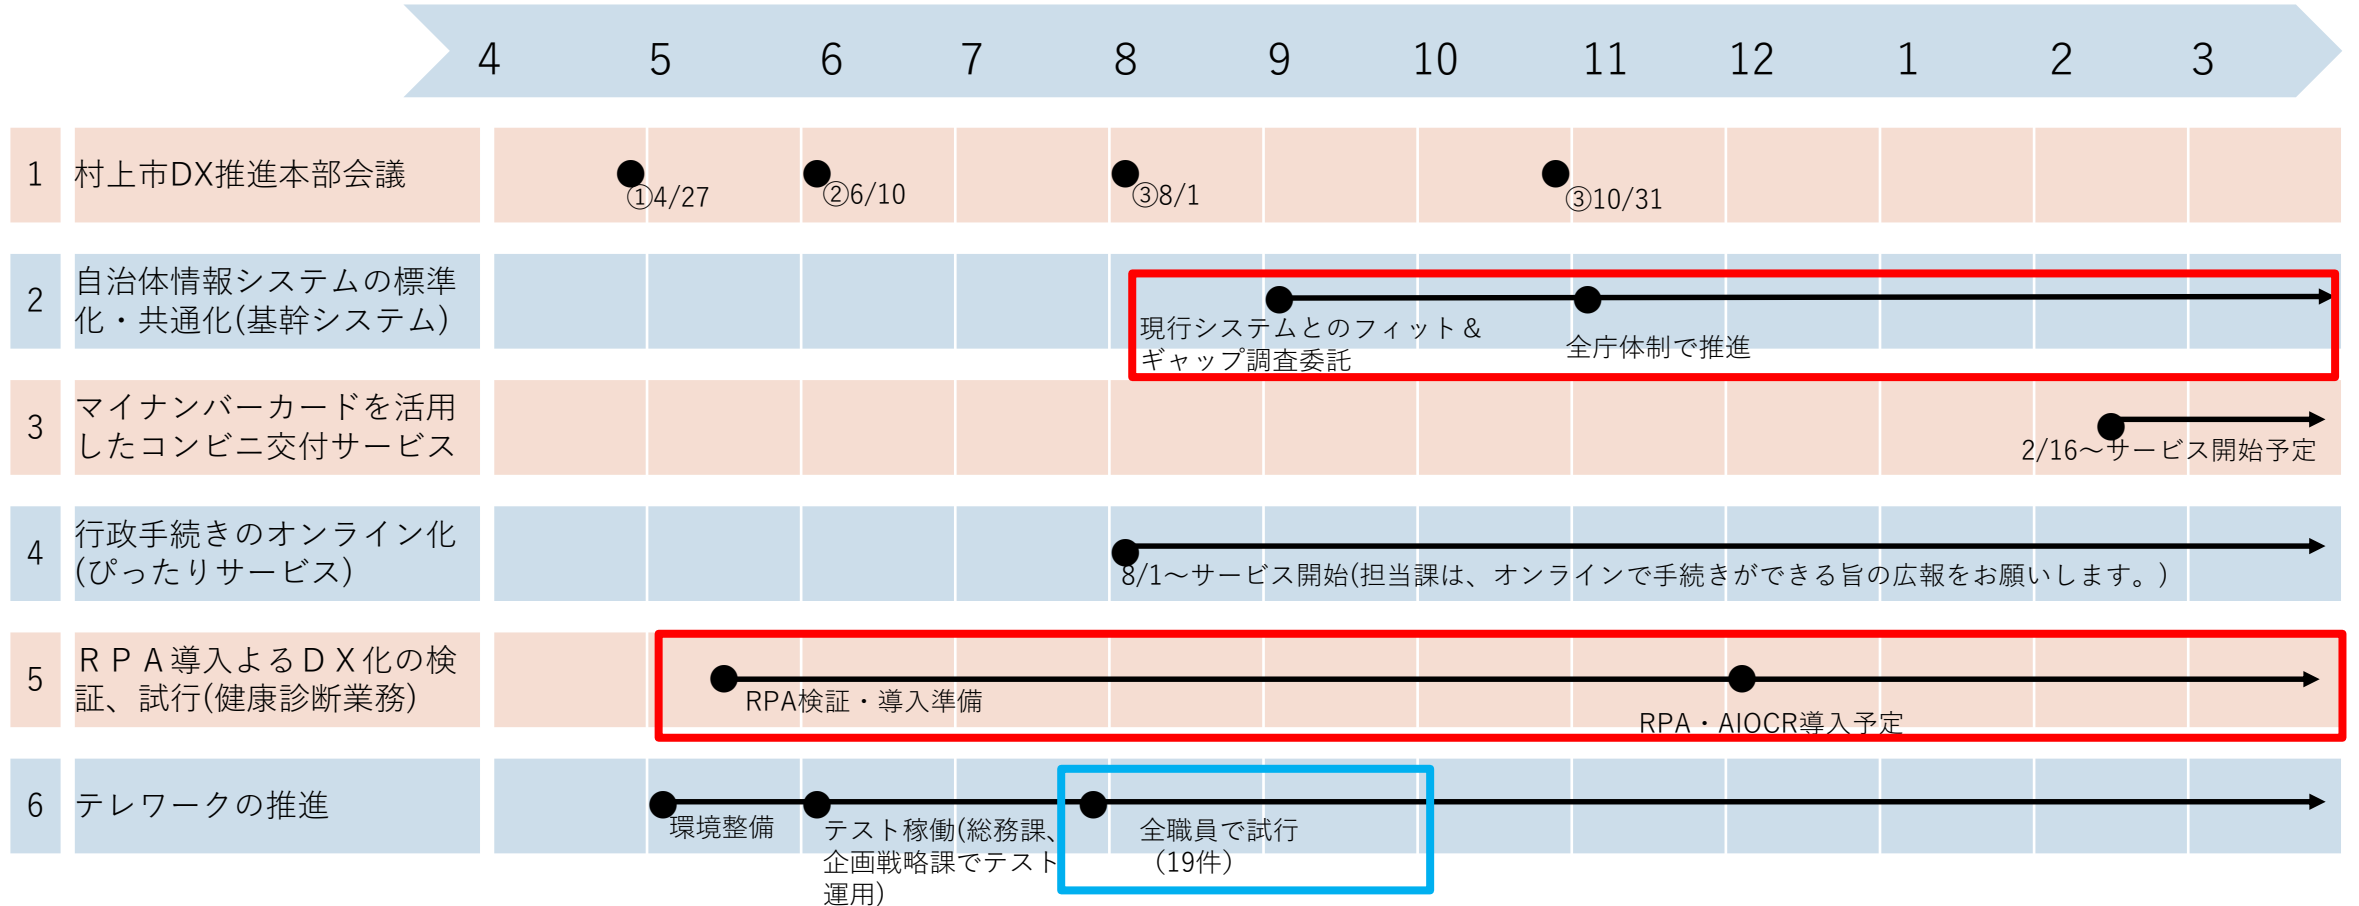 4 5 6 7 8 9 10 11 12 1 2 3
1 村上市DX推進本部会議
①4/27
②6/10
③8/1
③10/31
2 自治体情報システムの標準
化・共通化(基幹システム)
現行システムとのフィット＆
ギャップ調査委託
全庁体制で推進
3 マイナンバーカードを活用
したコンビニ交付サービス
2/16～サービス開始予定
4 行政手続きのオンライン化
(ぴったりサービス)
8/1～サービス開始(担当課は、オンラインで手続きができる旨の広報をお願いします。)
5 ＲＰＡ導入よるＤＸ化の検
証、試行(健康診断業務)
RPA検証・導入準備
RPA・AIOCR導入予定
6 テレワークの推進
環境整備
テスト稼働(総務課、
企画戦略課でテスト
運用)
全職員で試行
（19件）